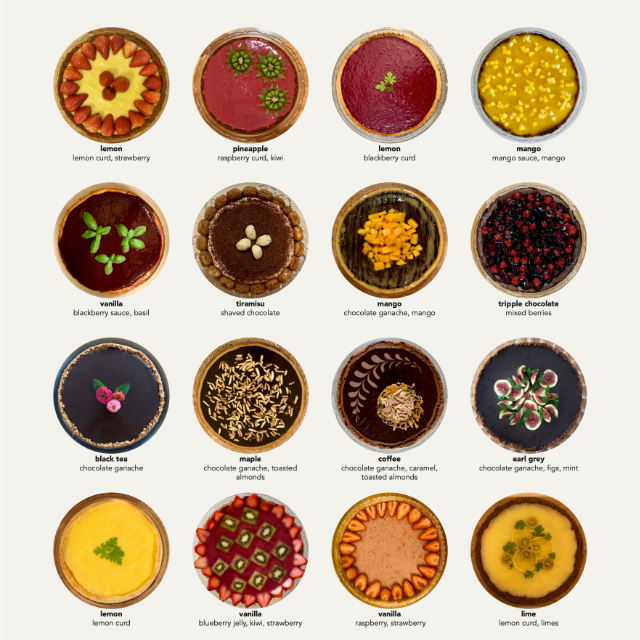 lemon
lemon curd, strawberry
pineapple
raspberry curd, kiwi
lemon
blackberry curd
mango
mango sauce, mango
vanilla
blackberry sauce, basil
tiramisu
shaved chocolate
mango
chocolate ganache, mango
tripple chocolate
mixed berries
black tea
chocolate ganache
maple
chocolate ganache, toasted
almonds
coffee
chocolate ganache, caramel,
toasted almonds
earl grey
chocolate ganache, figs, mint
lemon
lemon curd
vanilla
blueberry jelly, kiwi, strawberry
vanilla
raspberry, strawberry
lime
lemon curd, limes